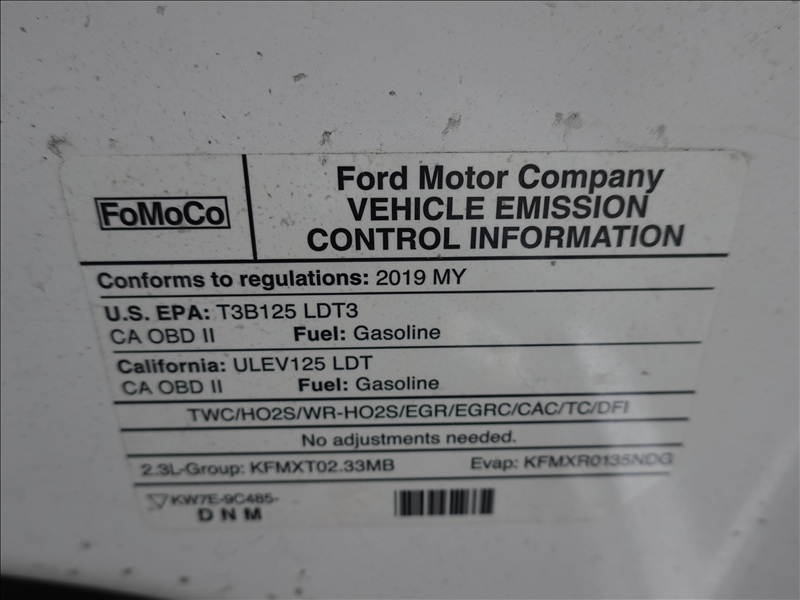 FoMoCo
Ford Motor Company
VEHICLE EMISSION
CONTROL INFORMATION
Conforms to regulations: 2019 MY
U.S. EPA: T3B125 LDT3
CA OBD II Fuel: Gasoline
California: ULEV125 LDT
CA OBD II Fuel: Gasoline
TWC/HO2S/WR-HO2S/EGR/EGRC/CAC/TC/DFI
No adjustments needed.
2.3L-Group: KFMXT02.33MB Evap: KFMXR0135NDG
KW7E-9C485-
DNM